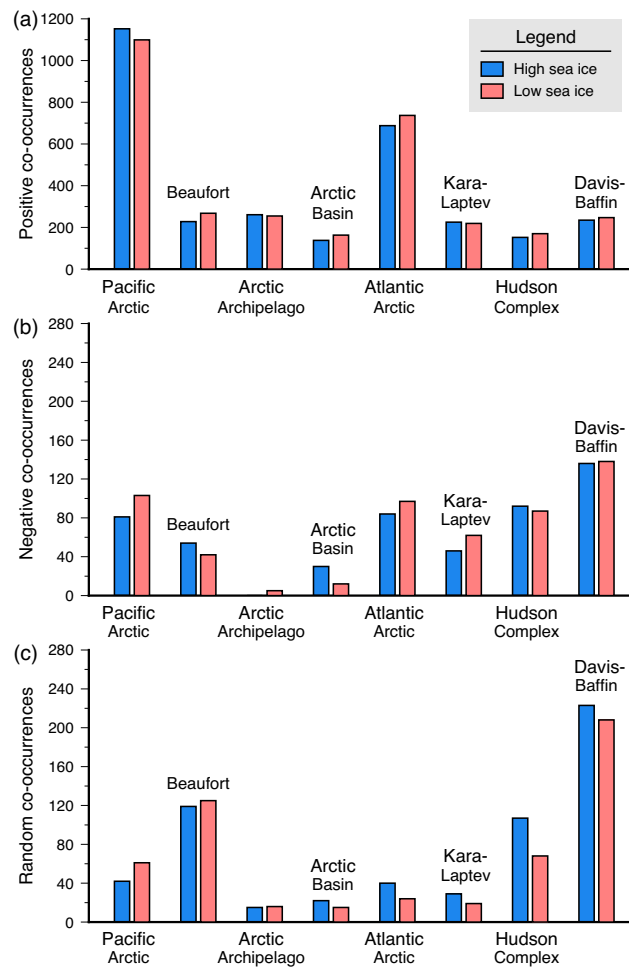 (a)
Positive co-occurrences
1200
1000
800
600
400
200
0
Legend
High sea ice
Low sea ice
Beaufort
Arctic
Basin
Kara-
Laptev
Davis-
Baffin
Pacific
Arctic
Arctic
Archipelago
Atlantic
Arctic
Hudson
Complex
(b)
Negative co-occurrences
280
240
200
160
120
80
40
0
Beaufort
Arctic
Basin
Kara-
Laptev
Davis-
Baffin
Pacific
Arctic
Arctic
Archipelago
Atlantic
Arctic
Hudson
Complex
(c)
Random co-occurrences
280
240
200
160
120
80
40
0
Beaufort
Arctic
Basin
Kara-
Laptev
Davis-
Baffin
Pacific
Arctic
Arctic
Archipelago
Atlantic
Arctic
Hudson
Complex